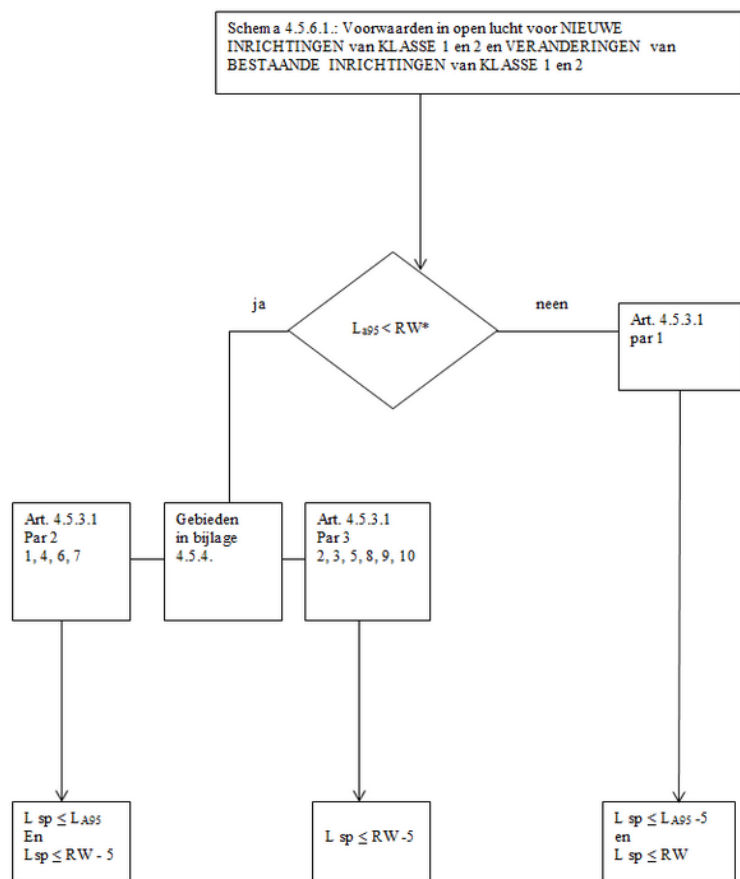 Schema 4.5.6.1.: Voorwaarden in open lucht voor NIEUWE
INRICHTINGEN van KLASSE 1 en 2 en VERANDERINGEN van
BESTAANDE INRICHTINGEN van KLASSE 1 en 2
ja
La95 < RW*
neen
Art. 4.5.3.1
par 1
Art. 4.5.3.1
Par 2
1, 4, 6, 7
Gebieden
in bijlage
4.5.4.
Art. 4.5.3.1
Par 3
2, 3, 5, 8, 9, 10
L sp ≤ LA95
En
Lsp ≤ RW - 5
L sp ≤ RW -5
L sp ≤ LA95 -5
en
L sp ≤ RW